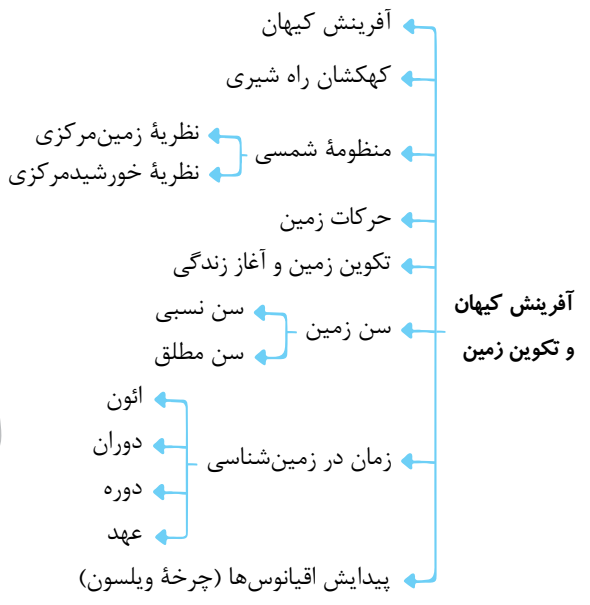 آفرینش کیهان
و تکوین زمین
آفرینش کیهان
کهکشان راه شیری
منظومهٔ شمسی
نظریهٔ زمین‌مرکزی
نظریهٔ خورشیدمرکزی
حرکات زمین
تکوین زمین و آغاز زندگی
سن زمین
سن نسبی
سن مطلق
زمان در زمین‌شناسی
ائون
دوران
دوره
عهد
پیدایش اقیانوس‌ها (چرخهٔ ویلسون)